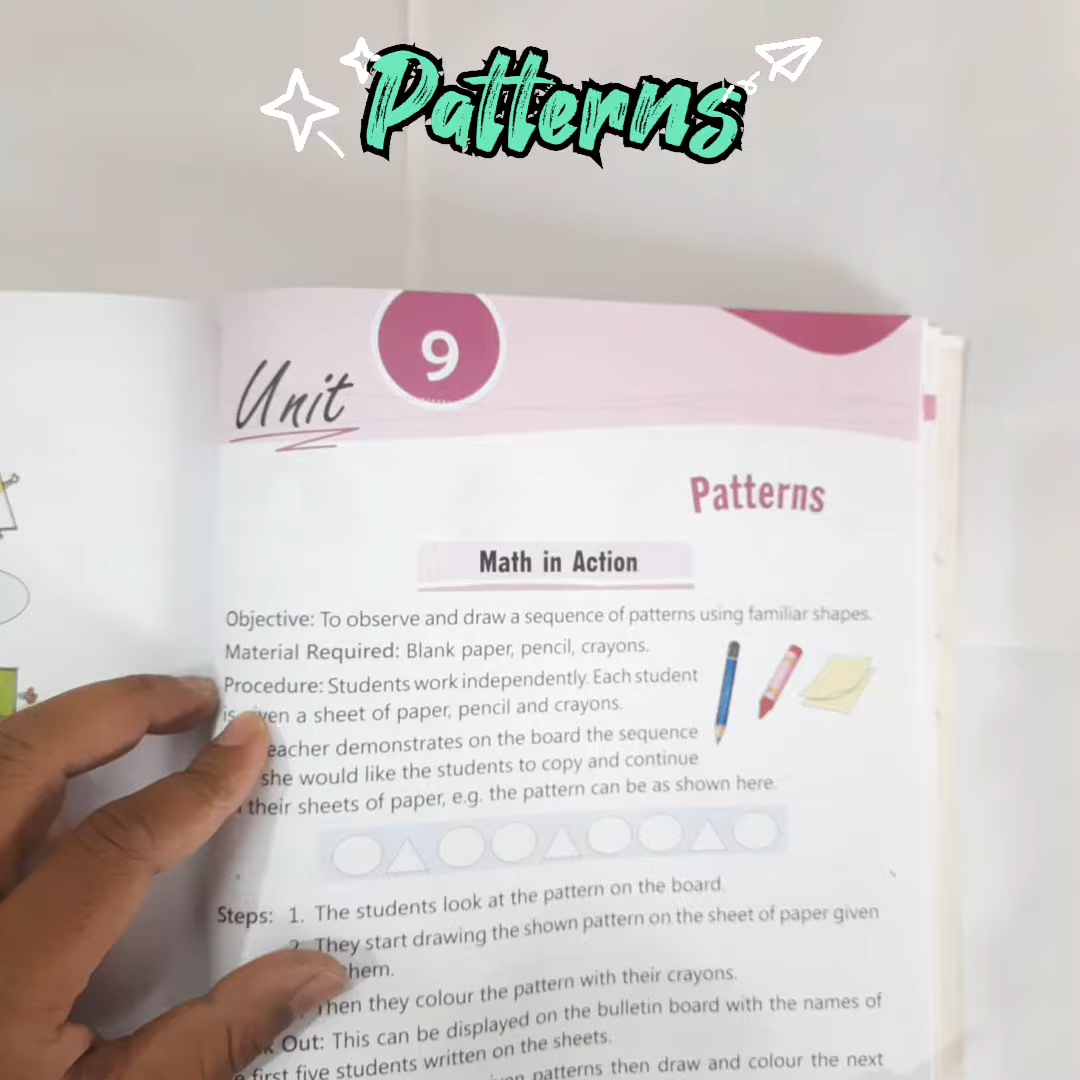 Patterns
Unit 9
Patterns
Math in Action
Objective: To observe and draw a sequence of patterns using familiar shapes.
Material Required: Blank paper, pencil, crayons.
Procedure: Students work independently. Each student
is given a sheet of paper, pencil and crayons.
eacher demonstrates on the board the sequence
she would like the students to copy and continue
their sheets of paper, e.g. the pattern can be as shown here.
Steps: 1. The students look at the pattern on the board.
2. They start drawing the shown pattern on the sheet of paper given
hem.
Then they colour the pattern with their crayons.
Out: This can be displayed on the bulletin board with the names of
first five students written on the sheets.
patterns then draw and colour the next